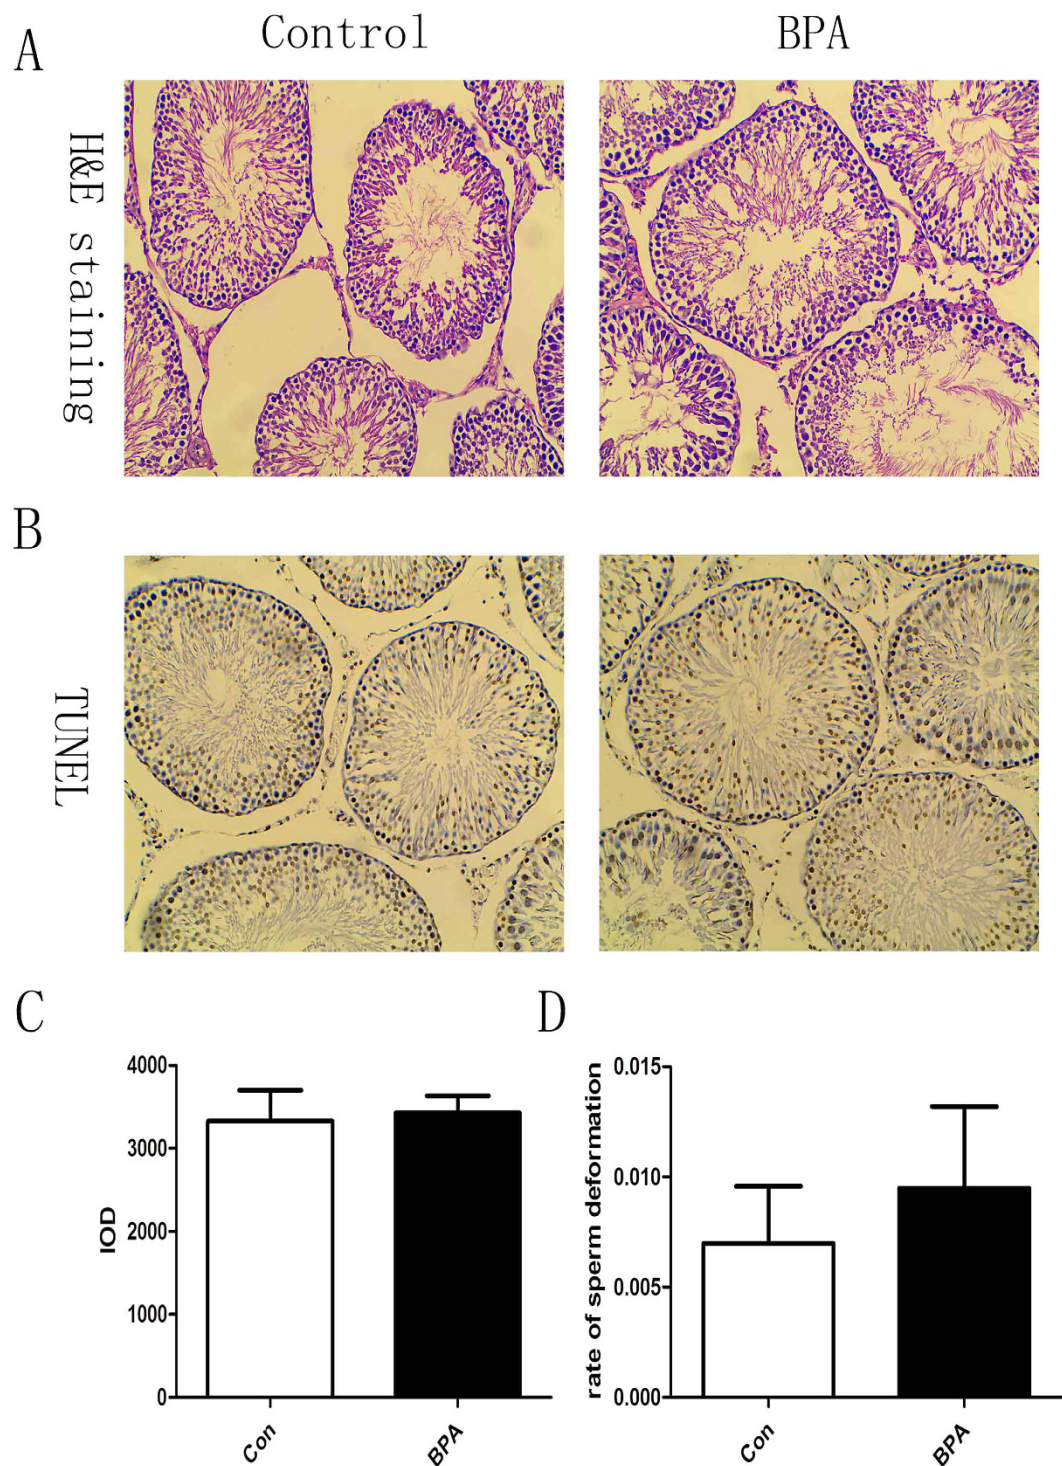 A
Control
BPA
H&E staining
B
TUNEL
C
IOD
4000
3000
2000
1000
0
Con
BPA
D
rate of sperm deformation
0.015
0.010
0.005
0.000
Con
BPA